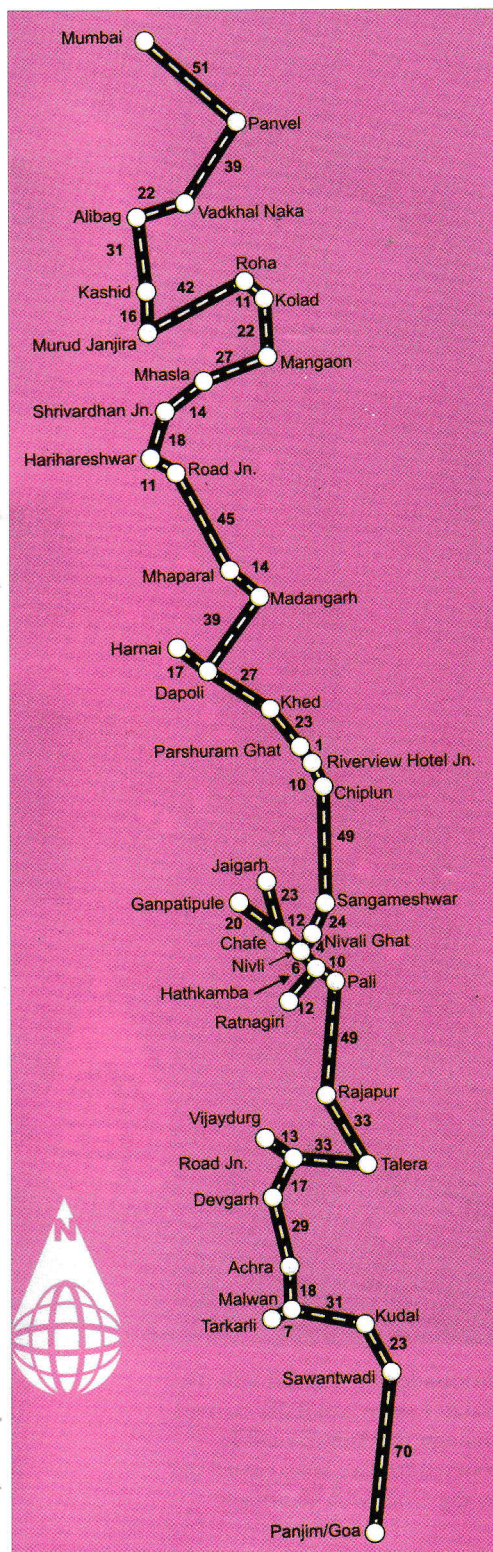 Mumbai
51
Panvel
39
22
Alibag
Vadkhal Naka
31
Roha
Kashid
42
11
Kolad
16
Murud Janjira
22
27
Mangaon
Mhasla
Shrivardhan Jn.
14
18
Harihareshwar
Road Jn.
11
45
Mhaparal
14
Madangarh
39
Harnai
17
27
Dapoli
Khed
23
Parshuram Ghat
1
Riverview Hotel Jn.
10
Chiplun
49
Jaigarh
23
Ganpatipule
Sangameshwar
20
12
24
Chafe
Nivali Ghat
4
Nivli
6
10
Hathkamba
Pali
12
Ratnagiri
49
Rajapur
33
Vijaydurg
13
33
Road Jn.
Talera
17
Devgarh
29
Achra
18
Malwan
31
Kudal
Tarkarli
7
23
Sawantwadi
70
Panjim/Goa
N